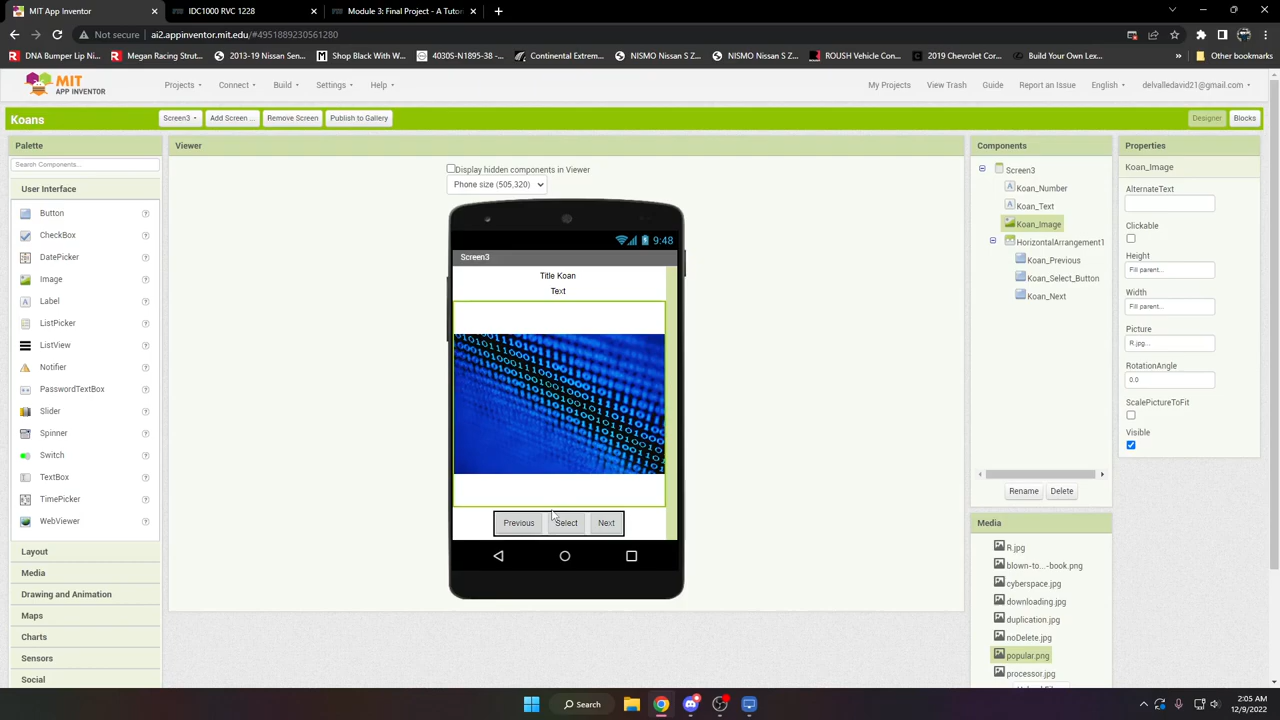 MIT App Inventor
IDC1000 RVC 1228
Module 3: Final Project - A Tutor
Not secure
ai2.appinventor.mit.edu/#4951889230561280
DNA Bumper Lip Ni...
Megan Racing Strut...
2013-19 Nissan Sen...
Shop Black With W...
4030S-N1895-38 -...
Continental Extrem...
NISMO Nissan S Z...
NISMO Nissan S Z...
ROUSH Vehicle Con...
2019 Chevrolet Con...
Build Your Own Lex...
»
Other bookmarks
MIT
APP INVENTOR
Projects
Connect
Build
Settings
Help
My Projects
View Trash
Guide
Report an Issue
English
delvalledavid21@gmail.com
Koans
Screen3
Add Screen ...
Remove Screen
Publish to Gallery
Designer
Blocks
Palette
Search Components...
User Interface
Button
CheckBox
DatePicker
Image
Label
ListPicker
ListView
Notifier
PasswordTextBox
Slider
Spinner
Switch
TextBox
TimePicker
WebViewer
Layout
Media
Drawing and Animation
Maps
Charts
Sensors
Social
Viewer
Display hidden components in Viewer
Phone size (505,320)
9:48
Screen3
Title Koan
Text
Previous
Select
Next
Components
Screen3
Koan_Number
Koan_Text
Koan_Image
HorizontalArrangement1
Koan_Previous
Koan_Select_Button
Koan_Next
Rename
Delete
Media
R.jpg
blown-to...-book.png
cyberspace.jpg
downloading.jpg
duplication.jpg
noDelete.jpg
popular.png
processor.jpg
Properties
Koan_Image
AlternateText
Clickable
Height
Fill parent...
Width
Fill parent...
Picture
R.jpg...
RotationAngle
0.0
ScalePictureToFit
Visible
Search
2:05 AM
12/9/2022